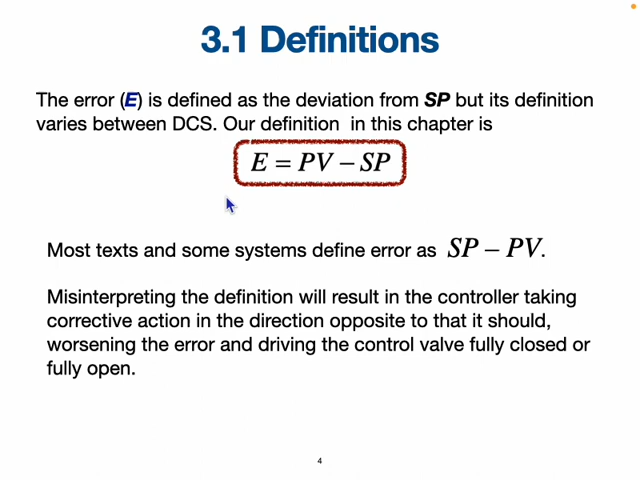 3.1 Definitions
The error (E) is defined as the deviation from SP but its definition
varies between DCS. Our definition in this chapter is
E = PV − SP
Most texts and some systems define error as SP − PV.
Misinterpreting the definition will result in the controller taking
corrective action in the direction opposite to that it should,
worsening the error and driving the control valve fully closed or
fully open.
4